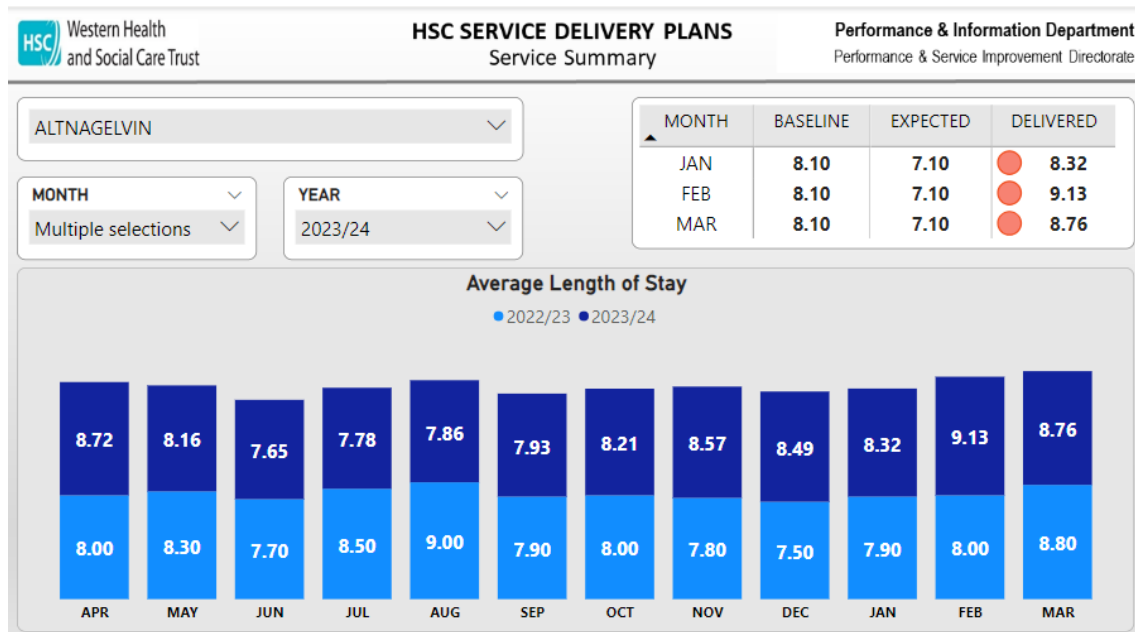 HSC
Western Health
and Social Care Trust
HSC SERVICE DELIVERY PLANS
Service Summary
Performance & Information Department
Performance & Service Improvement Directorate
ALTNAGELVIN
MONTH
Multiple selections
YEAR
2023/24
MONTH BASELINE EXPECTED DELIVERED
JAN 8.10 7.10 8.32
FEB 8.10 7.10 9.13
MAR 8.10 7.10 8.76
Average Length of Stay
2022/23 2023/24
8.72 8.16 7.65 7.78 7.86 7.93 8.21 8.57 8.49 8.32 9.13 8.76
8.00 8.30 7.70 8.50 9.00 7.90 8.00 7.80 7.50 7.90 8.00 8.80
APR MAY JUN JUL AUG SEP OCT NOV DEC JAN FEB MAR